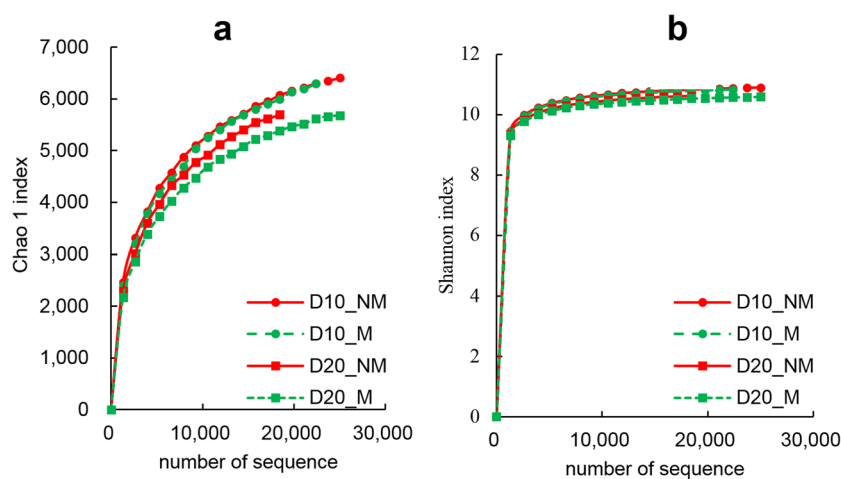 a
7,000
6,000
5,000
4,000
3,000
2,000
1,000
0
Chao 1 index
0 10,000 20,000 30,000
number of sequence
D10_NM
D10_M
D20_NM
D20_M
b
12
10
8
6
4
2
0
Shannon index
0 10,000 20,000 30,000
number of sequence
D10_NM
D10_M
D20_NM
D20_M